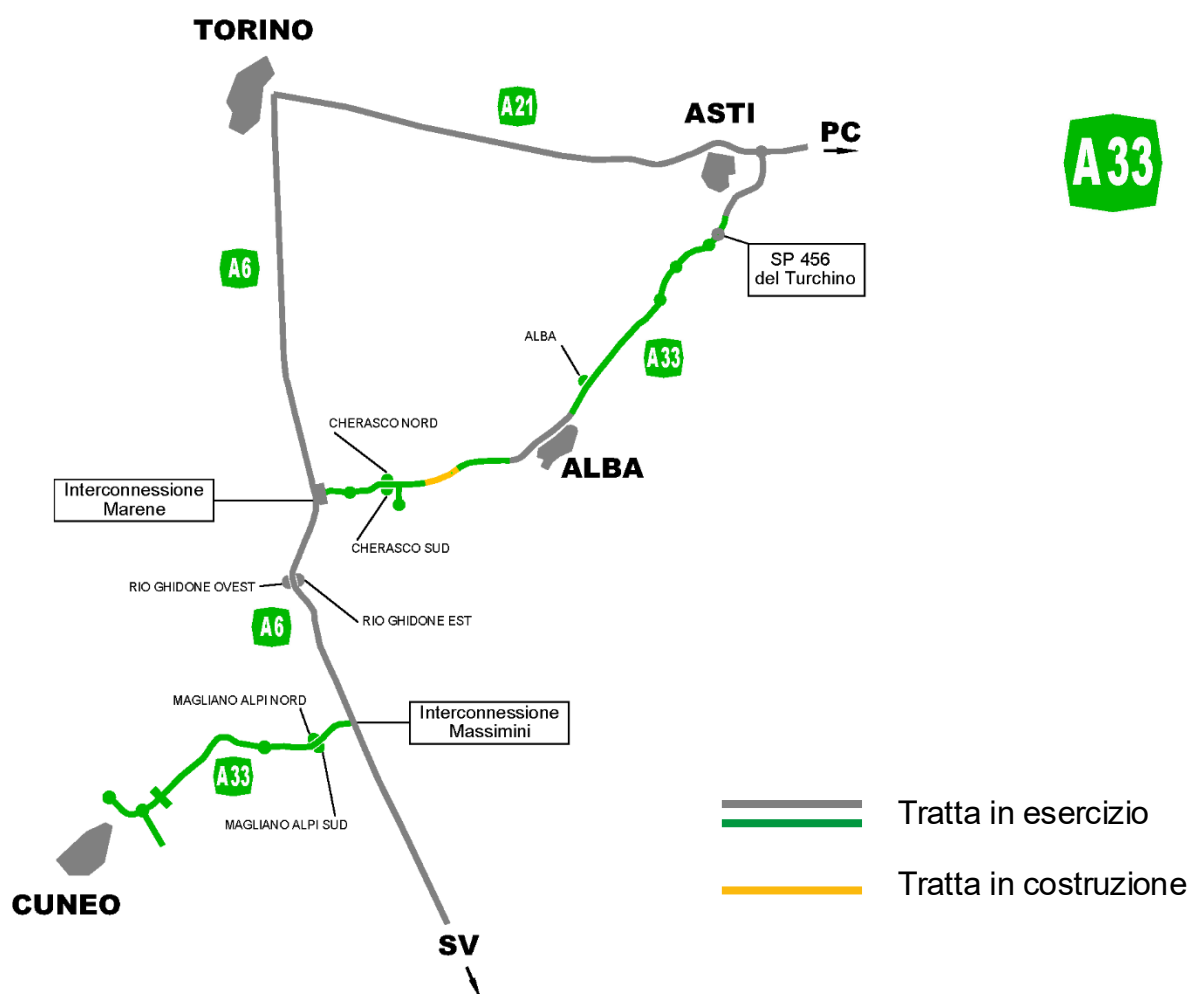 TORINO
A21
ASTI
PC
A33
A6
SP 456
del Turchino
ALBA
A33
CHERASCO NORD
ALBA
Interconnessione
Marene
CHERASCO SUD
RIO GHIDONE OVEST
RIO GHIDONE EST
A6
MAGLIANO ALPI NORD
Interconnessione
Massimini
A33
MAGLIANO ALPI SUD
Tratta in esercizio
Tratta in costruzione
CUNEO
SV